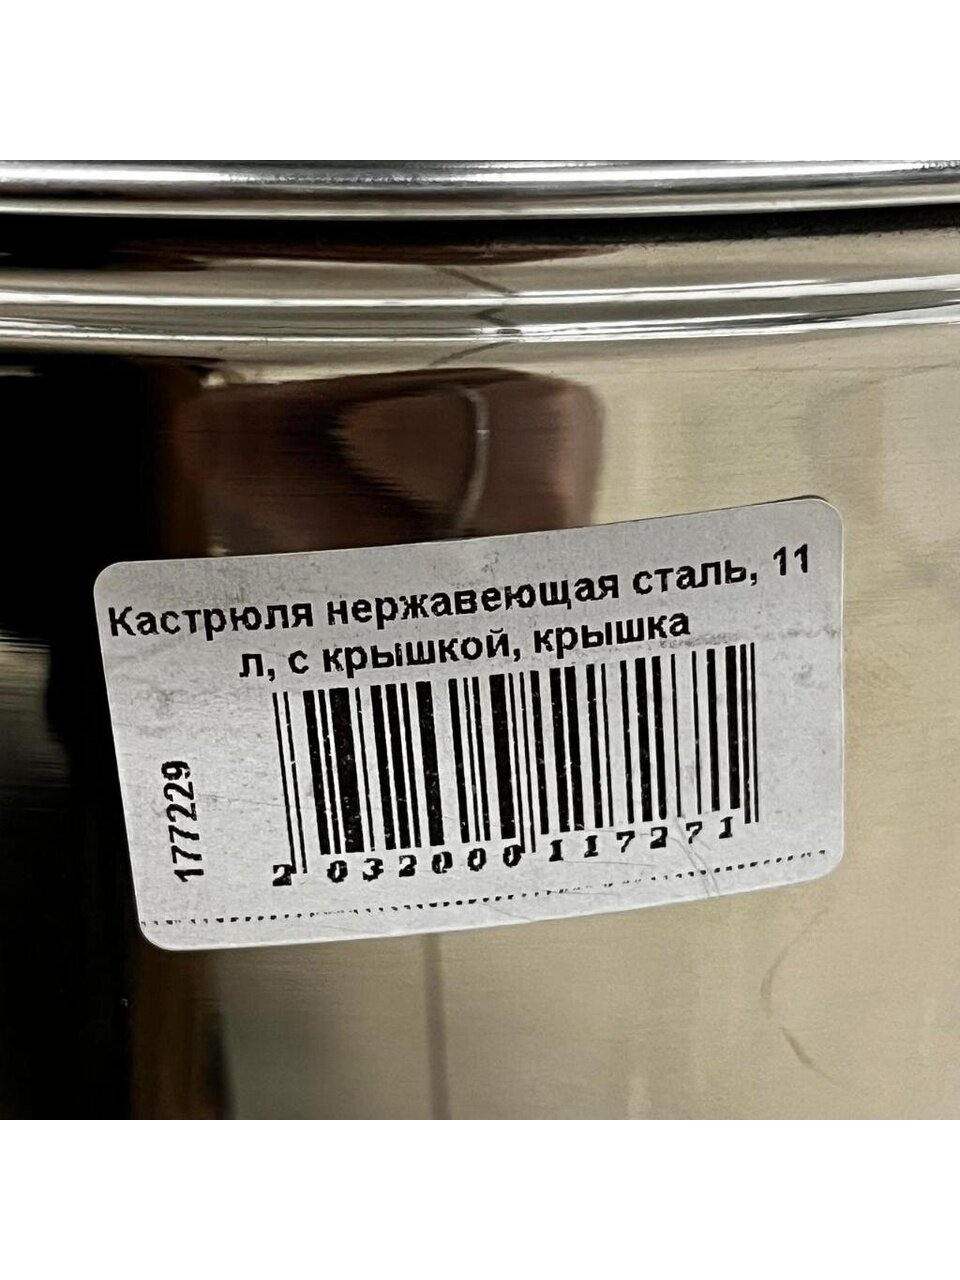 Кастрюля нержавеющая сталь, 11
л, с крышкой, крышка
177229
2 032000 117271